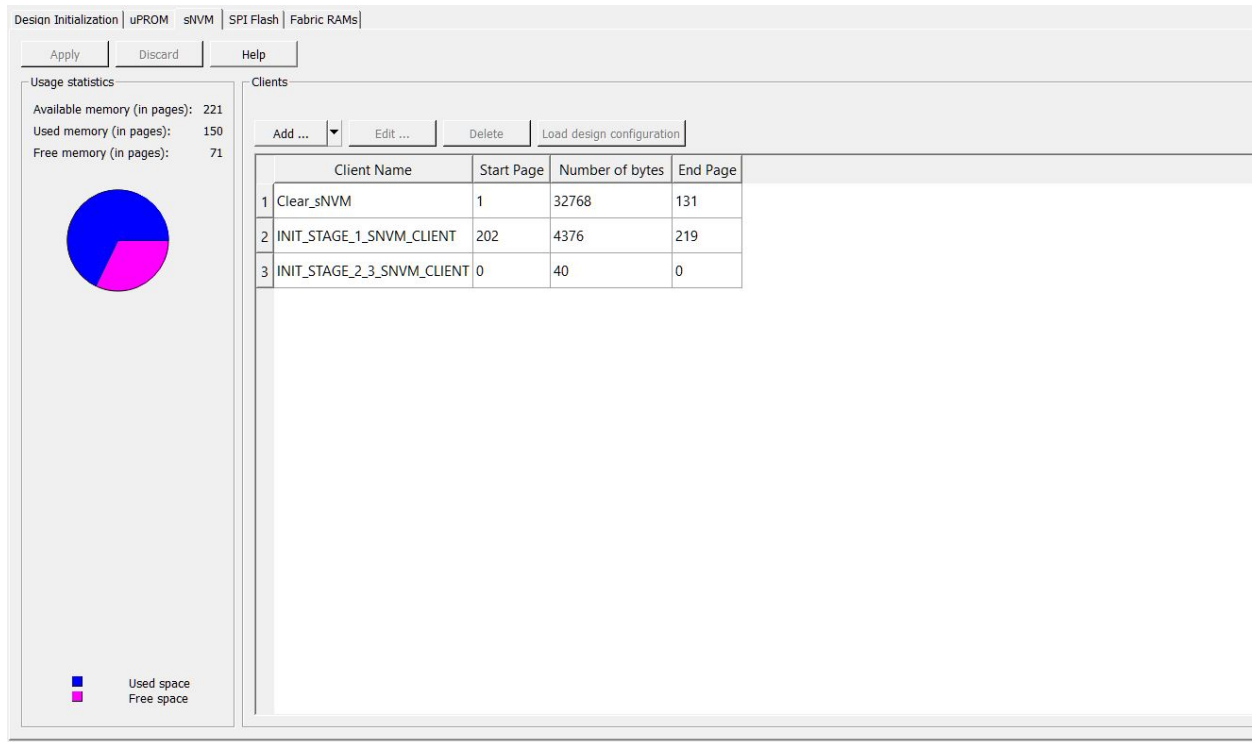 Design Initialization uPROM sNVM SPI Flash Fabric RAMs
Apply Discard Help
Usage statistics
Available memory (in pages): 221
Used memory (in pages): 150
Free memory (in pages): 71
Used space
Free space
Clients
Add ... Edit ... Delete Load design configuration
Client Name Start Page Number of bytes End Page
1 Clear_sNVM 1 32768 131
2 INIT_STAGE_1_SNVM_CLIENT 202 4376 219
3 INIT_STAGE_2_3_SNVM_CLIENT 0 40 0